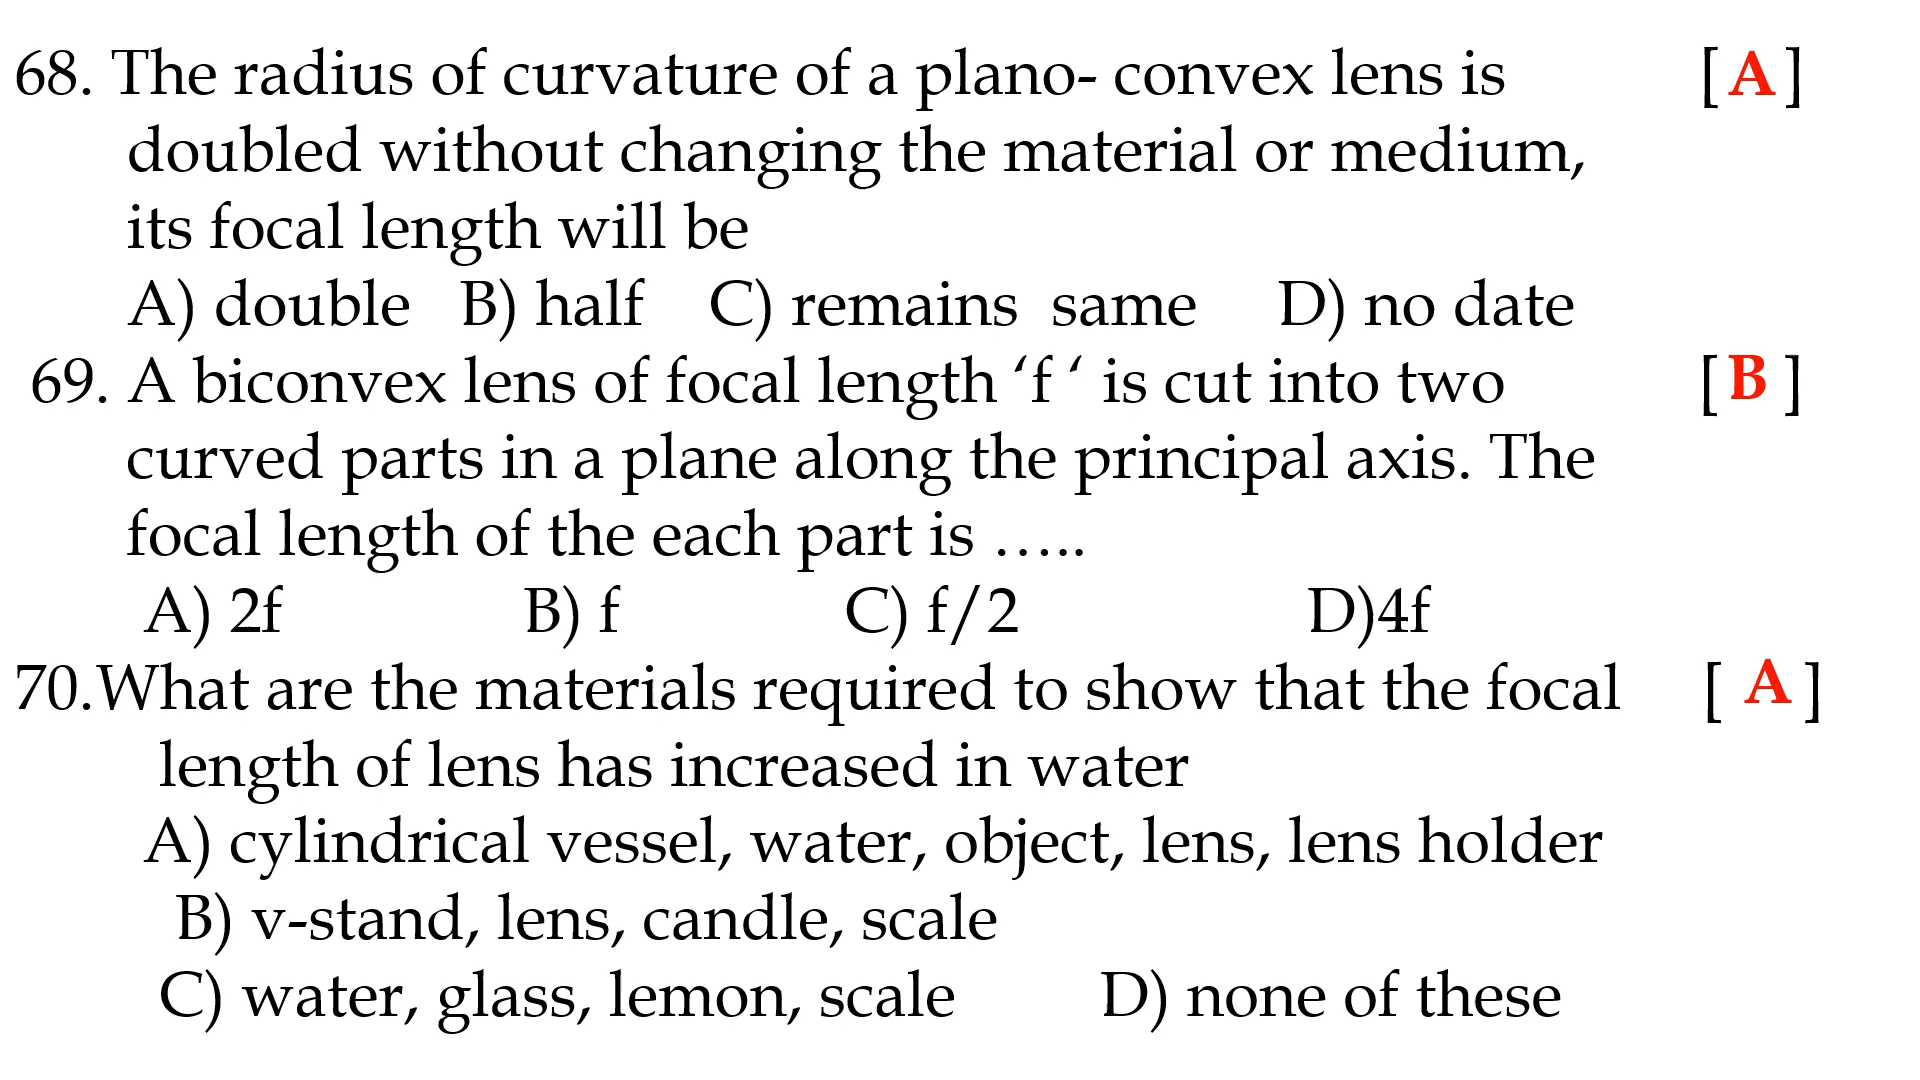 68. The radius of curvature of a plano- convex lens is [ A ]
doubled without changing the material or medium,
its focal length will be
A) double B) half C) remains same D) no date
69. A biconvex lens of focal length ‘f ‘ is cut into two [ B ]
curved parts in a plane along the principal axis. The
focal length of the each part is …..
A) 2f B) f C) f/2 D)4f
70.What are the materials required to show that the focal [ A ]
length of lens has increased in water
A) cylindrical vessel, water, object, lens, lens holder
B) v-stand, lens, candle, scale
C) water, glass, lemon, scale D) none of these